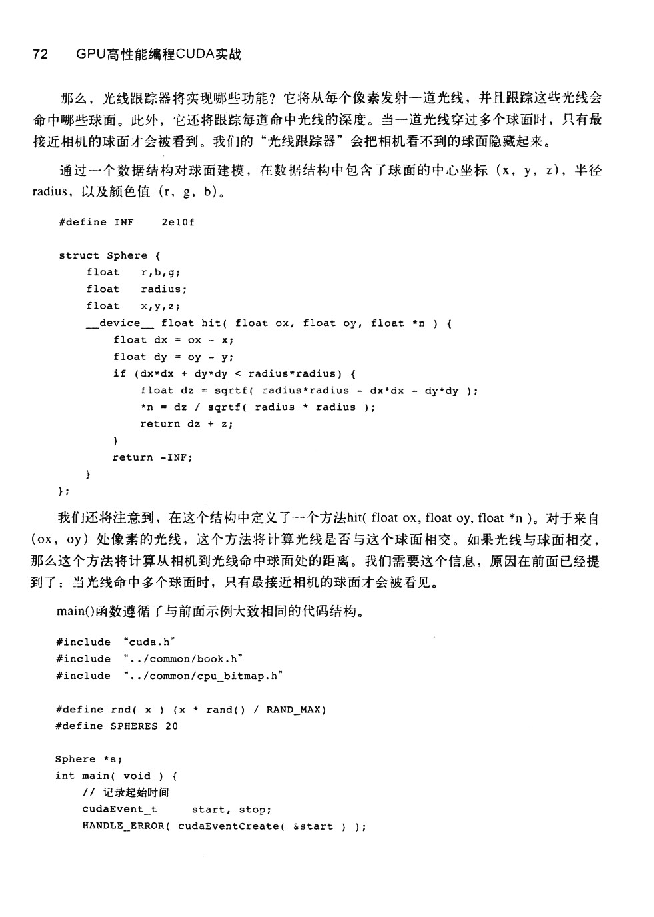 72 GPU高性能编程CUDA实战
那么，光线跟踪器将实现哪些功能？它将从每个像素发射一道光线，并且跟踪这些光线会
命中哪些球面。此外，它还将跟踪每道命中光线的深度。当一道光线穿过多个球面时，只有最
接近相机的球面才会被看到。我们的“光线跟踪器”会把相机看不到的球面隐藏起来。
通过一个数据结构对球面建模，在数据结构中包含了球面的中心坐标（x，y，z），半径
radius，以及颜色值（r，g，b）。
#define INF 2e10f
struct Sphere {
float r,b,g;
float radius;
float x,y,z;
__device__ float hit( float ox, float oy, float *n ) {
float dx = ox - x;
float dy = oy - y;
if (dx*dx + dy*dy < radius*radius) {
float dz = sqrtf( radius*radius - dx*dx - dy*dy );
*n = dz / sqrtf( radius * radius );
return dz + z;
}
return -INF;
}
};
我们还将注意到，在这个结构中定义了一个方法hit( float ox, float oy, float *n )。对于来自
（ox，oy）处像素的光线，这个方法将计算光线是否与这个球面相交。如果光线与球面相交，
那么这个方法将计算从相机到光线命中球面处的距离。我们需要这个信息，原因在前面已经提
到了：当光线命中多个球面时，只有最接近相机的球面才会被看见。
main()函数遵循了与前面示例大致相同的代码结构。
#include "cuda.h"
#include "../common/book.h"
#include "../common/cpu_bitmap.h"
#define rnd( x ) (x * rand() / RAND_MAX)
#define SPHERES 20
Sphere *s;
int main( void ) {
// 记录起始时间
cudaEvent_t start, stop;
HANDLE_ERROR( cudaEventCreate( &start ) );